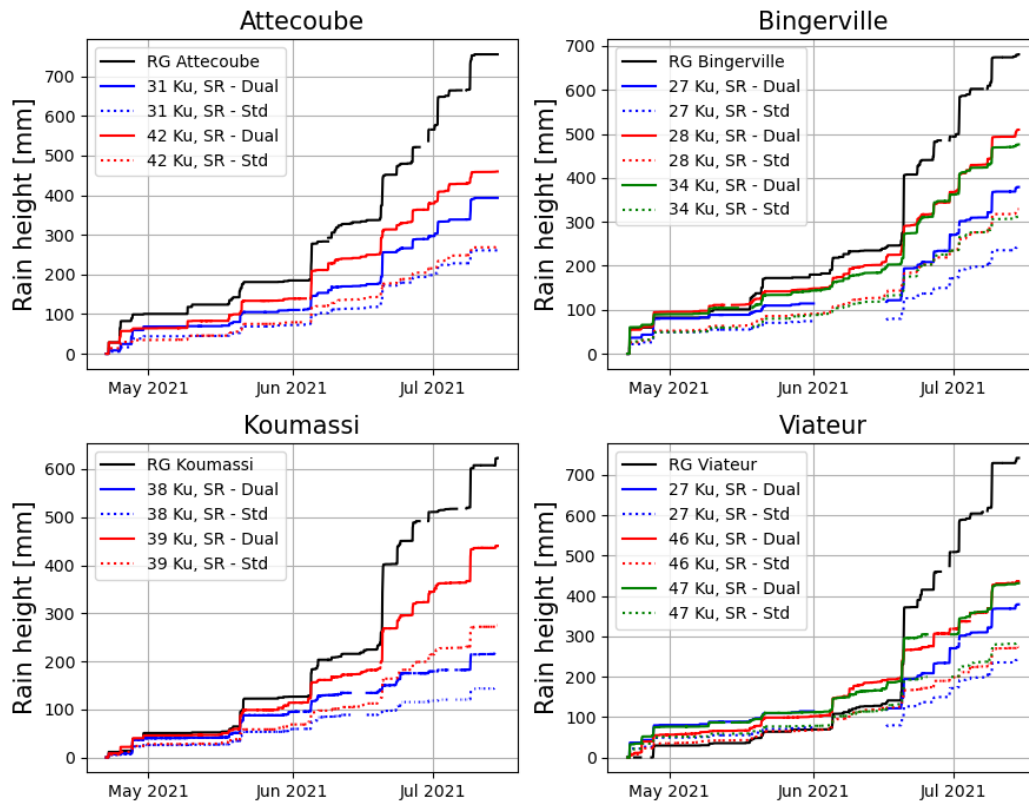 Attecoube
Rain height [mm]
700
600
500
400
300
200
100
0
RG Attecoube
31 Ku, SR - Dual
31 Ku, SR - Std
42 Ku, SR - Dual
42 Ku, SR - Std
May 2021
Jun 2021
Jul 2021
Bingerville
Rain height [mm]
700
600
500
400
300
200
100
0
RG Bingerville
27 Ku, SR - Dual
27 Ku, SR - Std
28 Ku, SR - Dual
28 Ku, SR - Std
34 Ku, SR - Dual
34 Ku, SR - Std
May 2021
Jun 2021
Jul 2021
Koumassi
Rain height [mm]
600
500
400
300
200
100
0
RG Koumassi
38 Ku, SR - Dual
38 Ku, SR - Std
39 Ku, SR - Dual
39 Ku, SR - Std
May 2021
Jun 2021
Jul 2021
Viateur
Rain height [mm]
700
600
500
400
300
200
100
0
RG Viateur
27 Ku, SR - Dual
27 Ku, SR - Std
46 Ku, SR - Dual
46 Ku, SR - Std
47 Ku, SR - Dual
47 Ku, SR - Std
May 2021
Jun 2021
Jul 2021